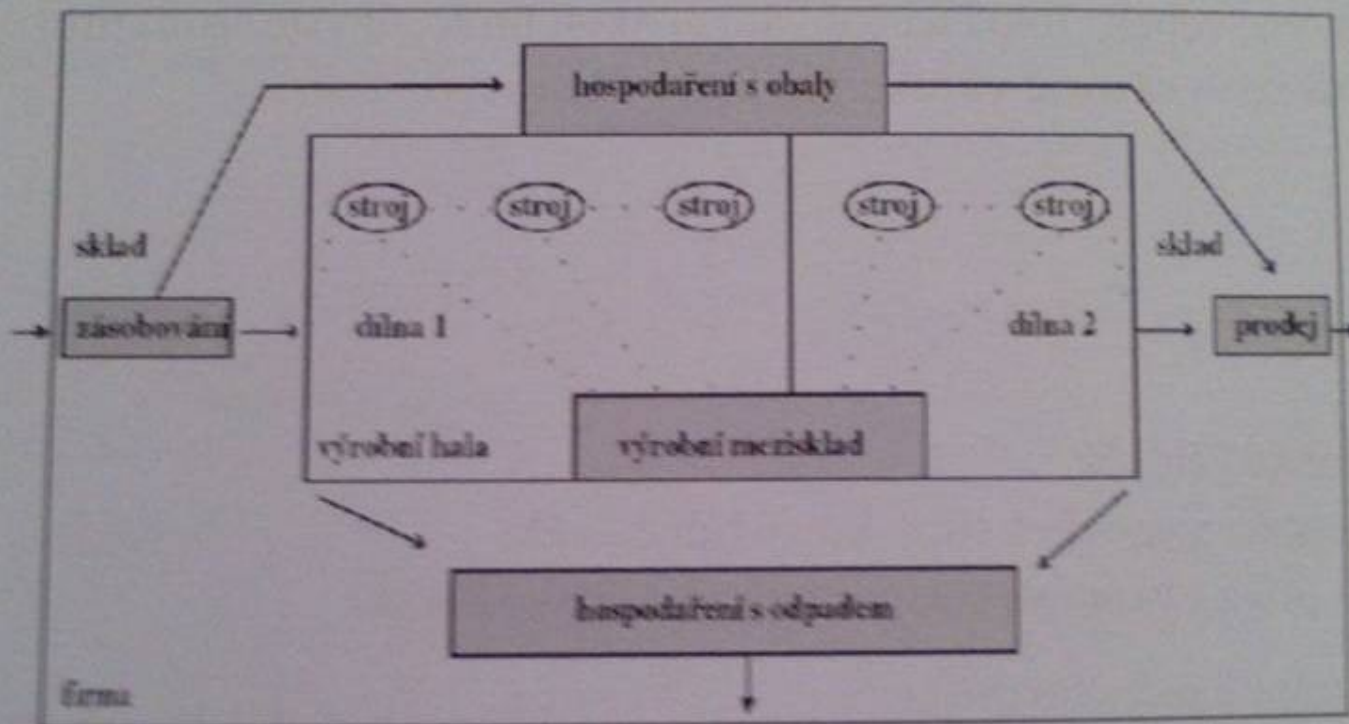 hospodaření s obaly
stroj stroj stroj stroj stroj
sklad sklad
zásobování dílna 1 dílna 2 prodej
výrobní hala výrobní mezisklad
hospodaření s odpadem
firma